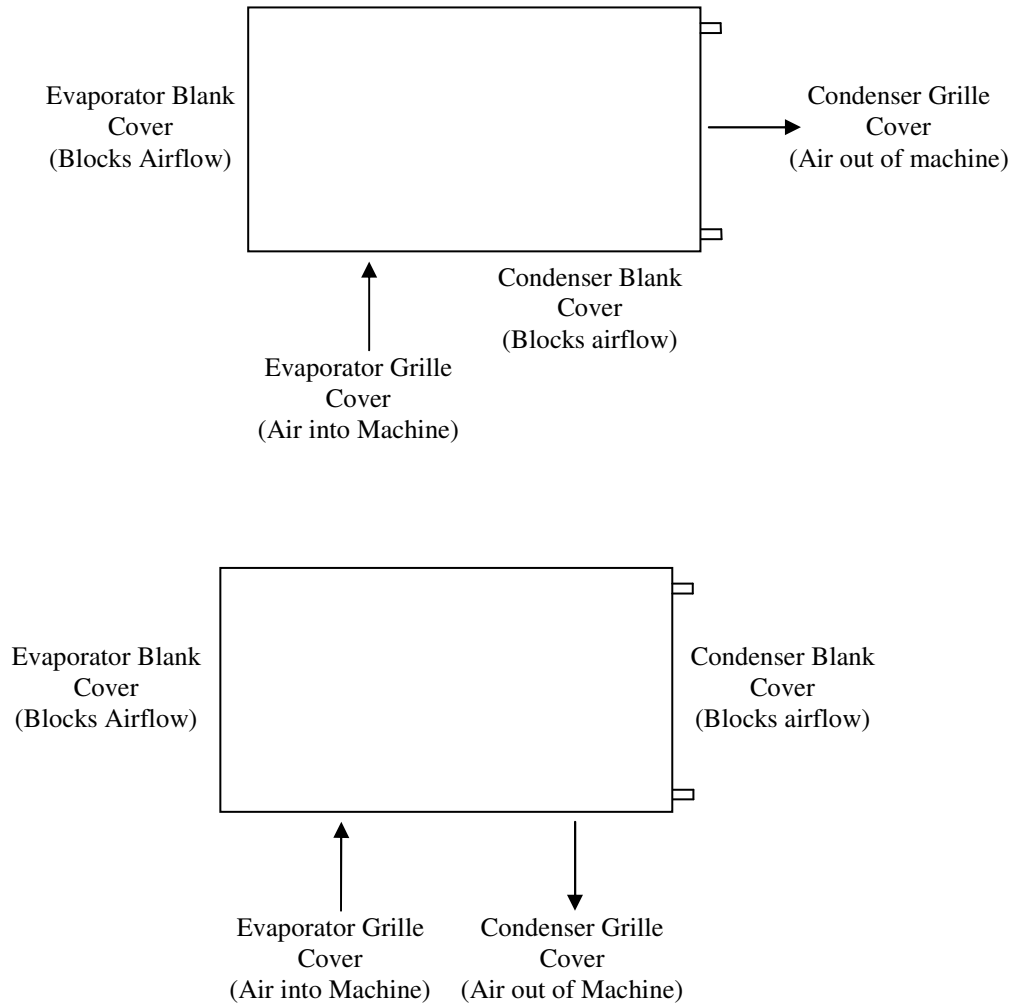 Evaporator Blank
Cover
(Blocks Airflow)
Condenser Grille
Cover
(Air out of machine)
Condenser Blank
Cover
(Blocks airflow)
Evaporator Grille
Cover
(Air into Machine)
Evaporator Blank
Cover
(Blocks Airflow)
Condenser Blank
Cover
(Blocks airflow)
Evaporator Grille
Cover
(Air into Machine)
Condenser Grille
Cover
(Air out of Machine)